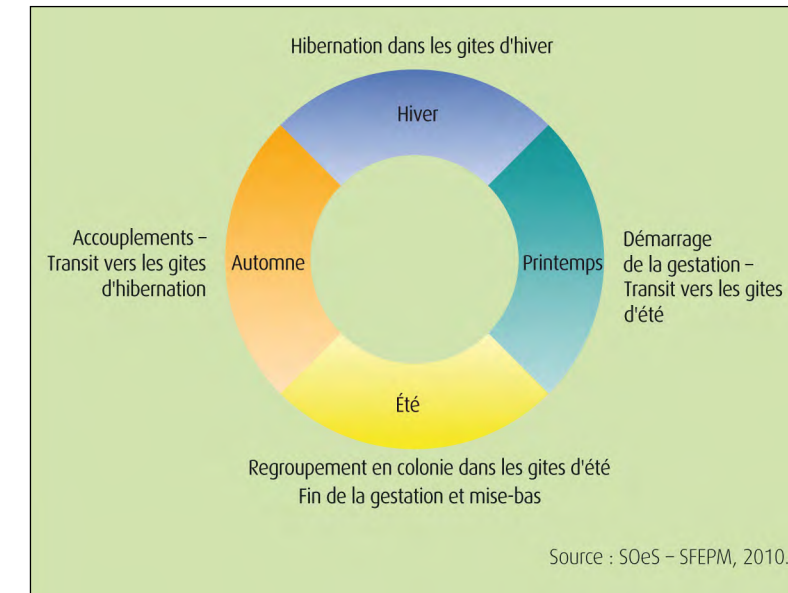 Hibernation dans les gites d'hiver
Hiver
Accouplements –
Transit vers les gites
d'hibernation
Automne
Printemps
Démarrage
de la gestation –
Transit vers les gites
d'été
Été
Regroupement en colonie dans les gites d'été
Fin de la gestation et mise-bas
Source : SOeS – SFEPM, 2010.